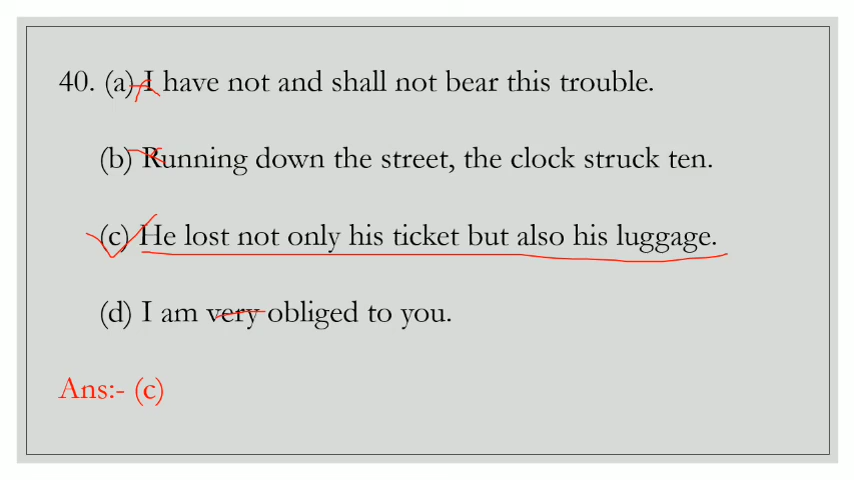 40. (a) I have not and shall not bear this trouble.
(b) Running down the street, the clock struck ten.
(c) He lost not only his ticket but also his luggage.
(d) I am very obliged to you.
Ans:- (c)